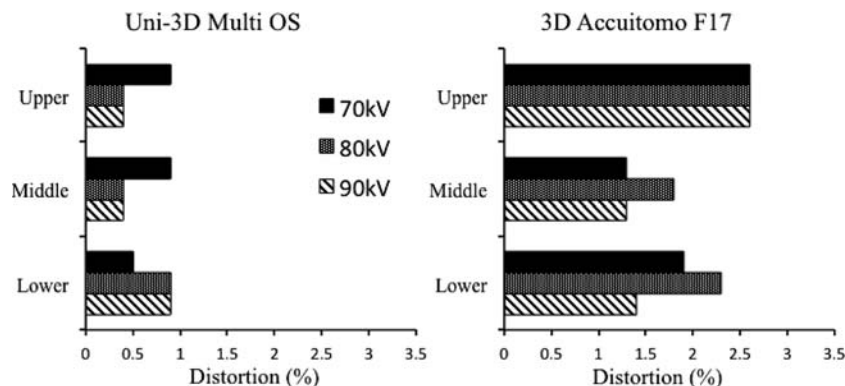 Uni-3D Multi OS
Upper
Middle
Lower
70kV
80kV
90kV
0 0.5 1 1.5 2 2.5 3 3.5
Distortion (%)
3D Accuitomo F17
Upper
Middle
Lower
0 0.5 1 1.5 2 2.5 3 3.5
Distortion (%)